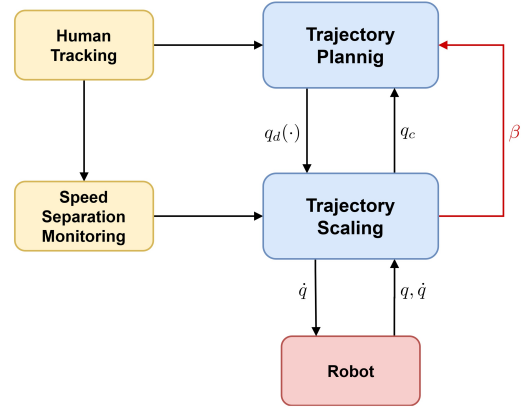 Human
Tracking
Trajectory
Plannig
q_d(·)
q_c
β
Speed
Separation
Monitoring
Trajectory
Scaling
q̇
q, q̇
Robot